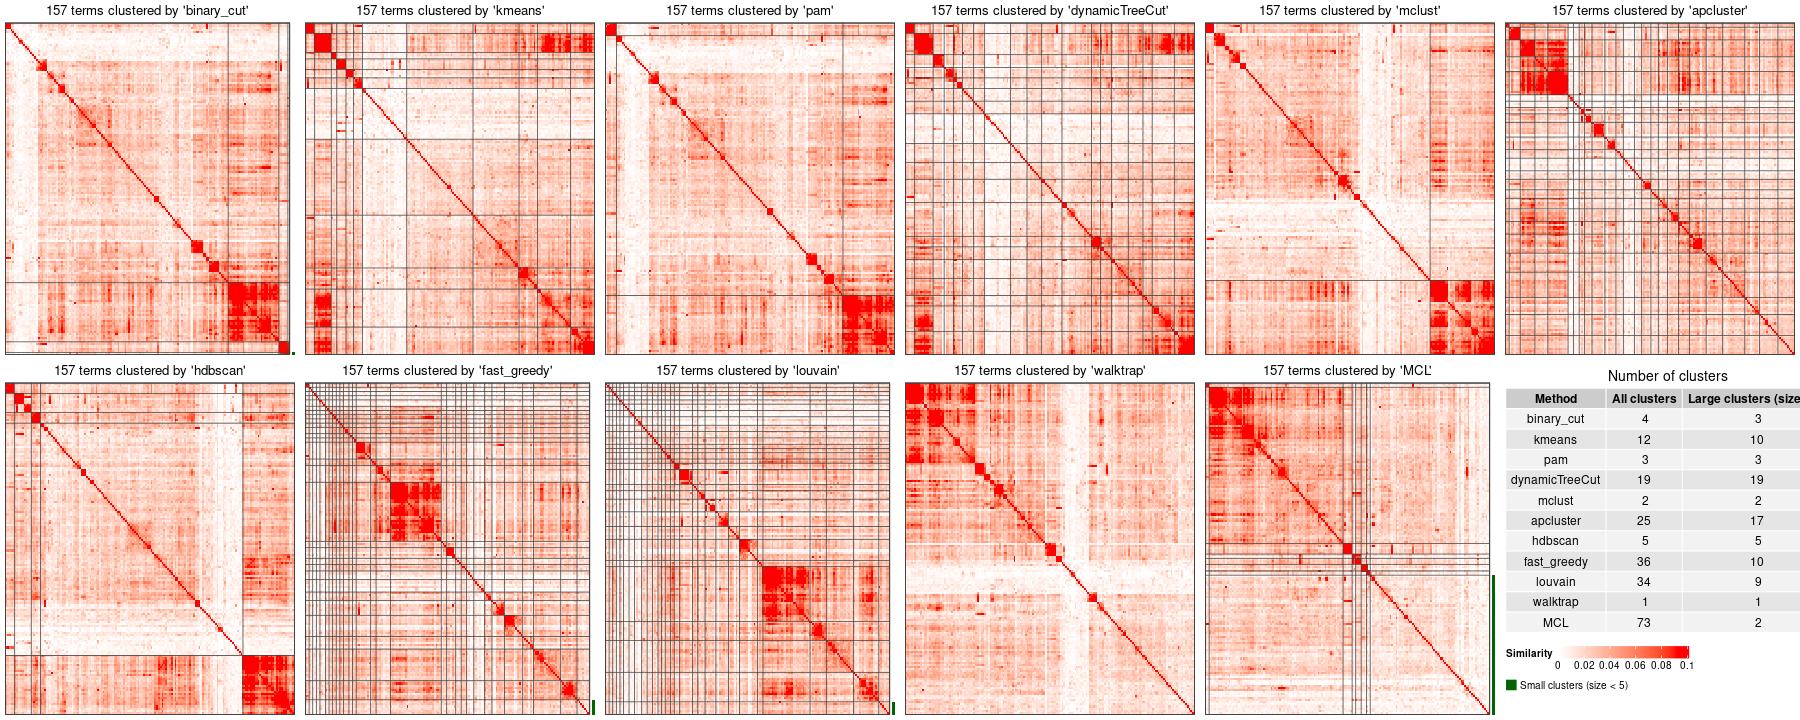 157 terms clustered by 'binary_cut'
157 terms clustered by 'kmeans'
157 terms clustered by 'pam'
157 terms clustered by 'dynamicTreeCut'
157 terms clustered by 'mclust'
157 terms clustered by 'apcluster'
157 terms clustered by 'hdbscan'
157 terms clustered by 'fast_greedy'
157 terms clustered by 'louvain'
157 terms clustered by 'walktrap'
157 terms clustered by 'MCL'
Number of clusters
Method All clusters Large clusters (size
binary_cut 4 3
kmeans 12 10
pam 3 3
dynamicTreeCut 19 19
mclust 2 2
apcluster 25 17
hdbscan 5 5
fast_greedy 36 10
louvain 34 9
walktrap 1 1
MCL 73 2
Similarity
0 0.02 0.04 0.06 0.08 0.1
Small clusters (size < 5)